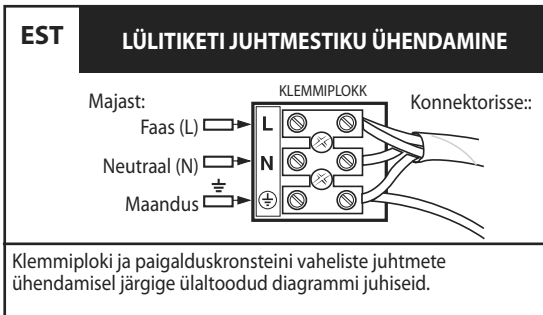 EST
LÜLITIKETI JUHTMESTIKU ÜHENDAMINE
KLEMMIPLOKK
Majast:
Konnektorisse::
Faas (L)
L
Neutraal (N)
N
Maandus
Klemmiploki ja paigalduskronsteini vaheliste juhtmete
ühendamisel järgige ülaltoodud diagrammi juhiseid.